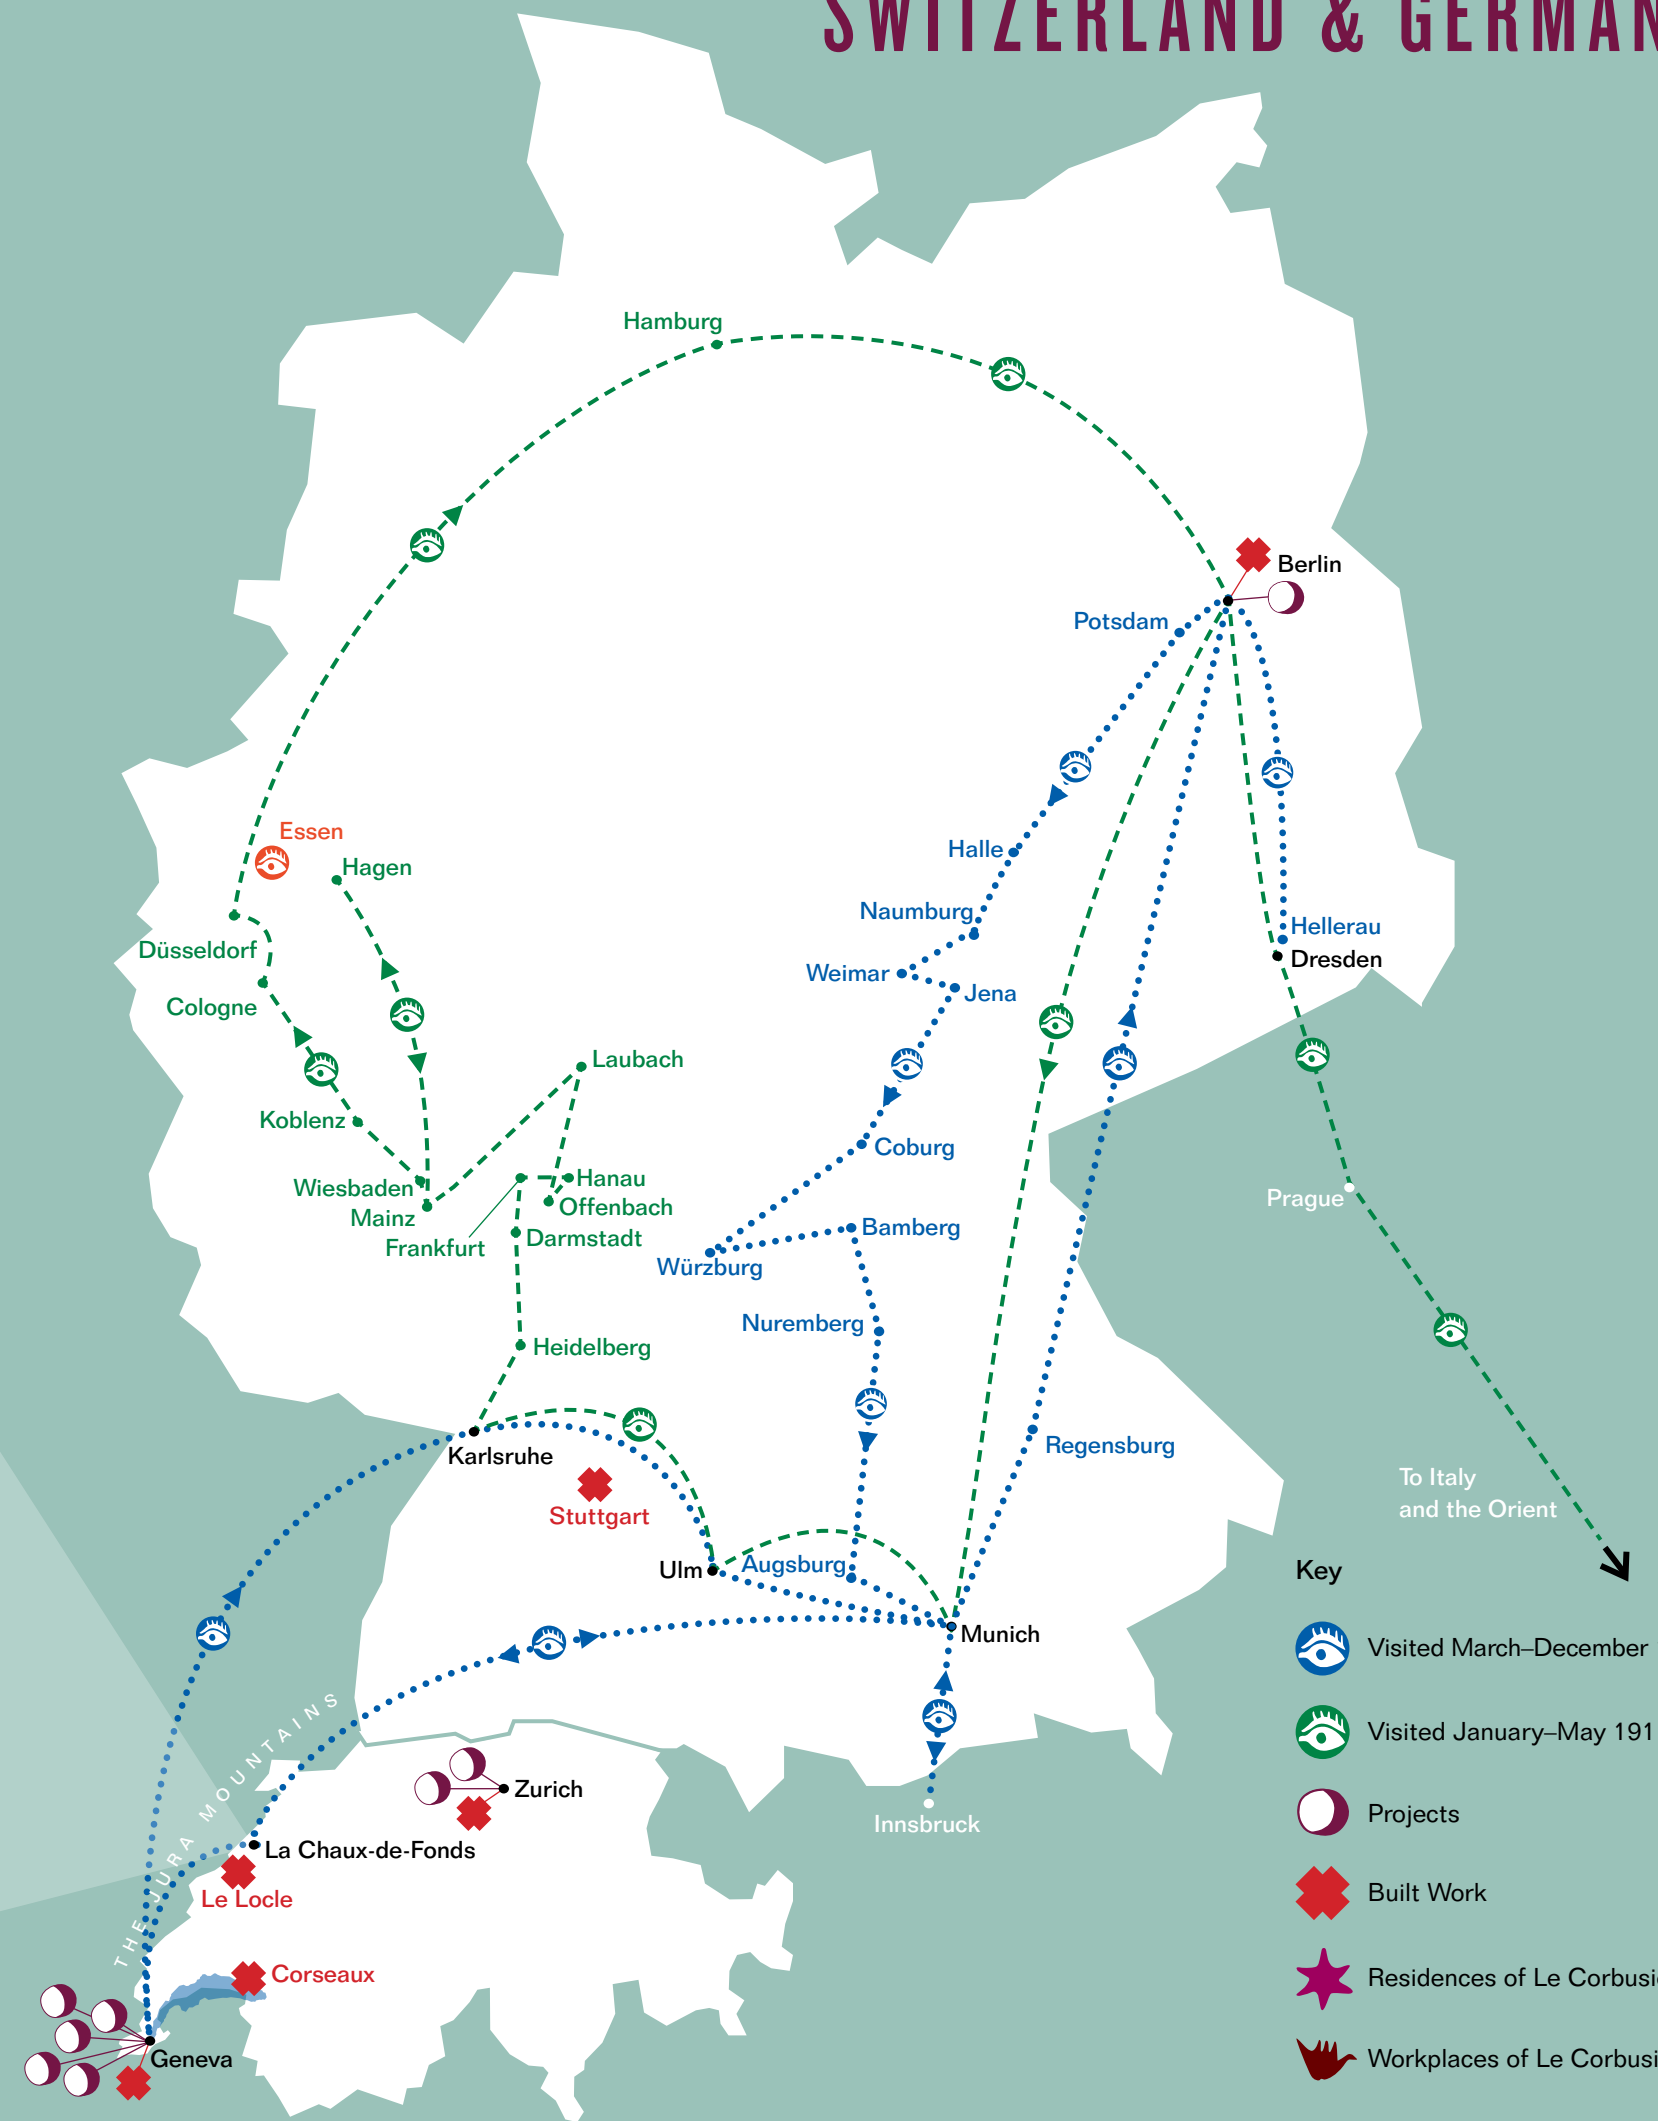 SWITZERLAND & GERMAN
Hamburg
Berlin
Potsdam
Essen
Hagen
Halle
Naumburg
Hellerau
Düsseldorf
Dresden
Weimar
Jena
Cologne
Laubach
Koblenz
Coburg
Wiesbaden
Hanau
Prague
Offenbach
Mainz
Bamberg
Frankfurt
Darmstadt
Würzburg
Nuremberg
Heidelberg
Regensburg
Karlsruhe
To Italy
and the Orient
Stuttgart
Ulm
Augsburg
Munich
Key
Visited March–December
Visited January–May 191
Projects
Built Work
Residences of Le Corbusi
Workplaces of Le Corbusi
THE JURA MOUNTAINS
Zurich
Innsbruck
La Chaux-de-Fonds
Le Locle
Corseaux
Geneva